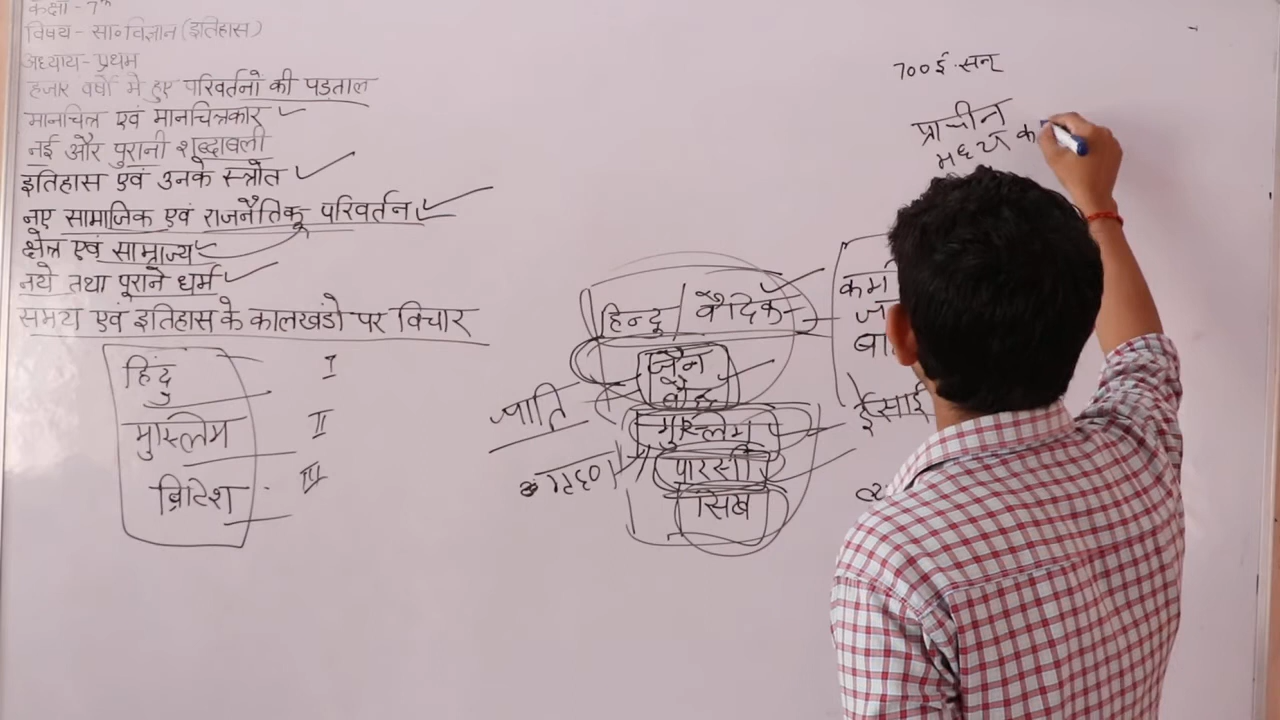 कक्षा - 7th
विषय - सा॰विज्ञान (इतिहास)
अध्याय - प्रथम
हजार वर्षो मे हुए परिवर्तनों की पड़ताल
मानचित्र एवं मानचित्रकार
नई और पुरानी शब्दावली
इतिहास एवं उनके स्त्रोत
नए सामाजिक एवं राजनैतिक परिवर्तन
क्षेत्र एवं साम्राज्य
नये तथा पूराने धर्म
समय एवं इतिहास के कालखंडो पर विचार
हिंदु I
मुस्लिम II
ब्रिटिश III
हिन्दु / वैदिक
जैन
बौद्ध
मुस्लिम
पारसी
सिख
जाति
700 ई. सन्
प्राचीन
मध्य क
कर्म
ईसाई